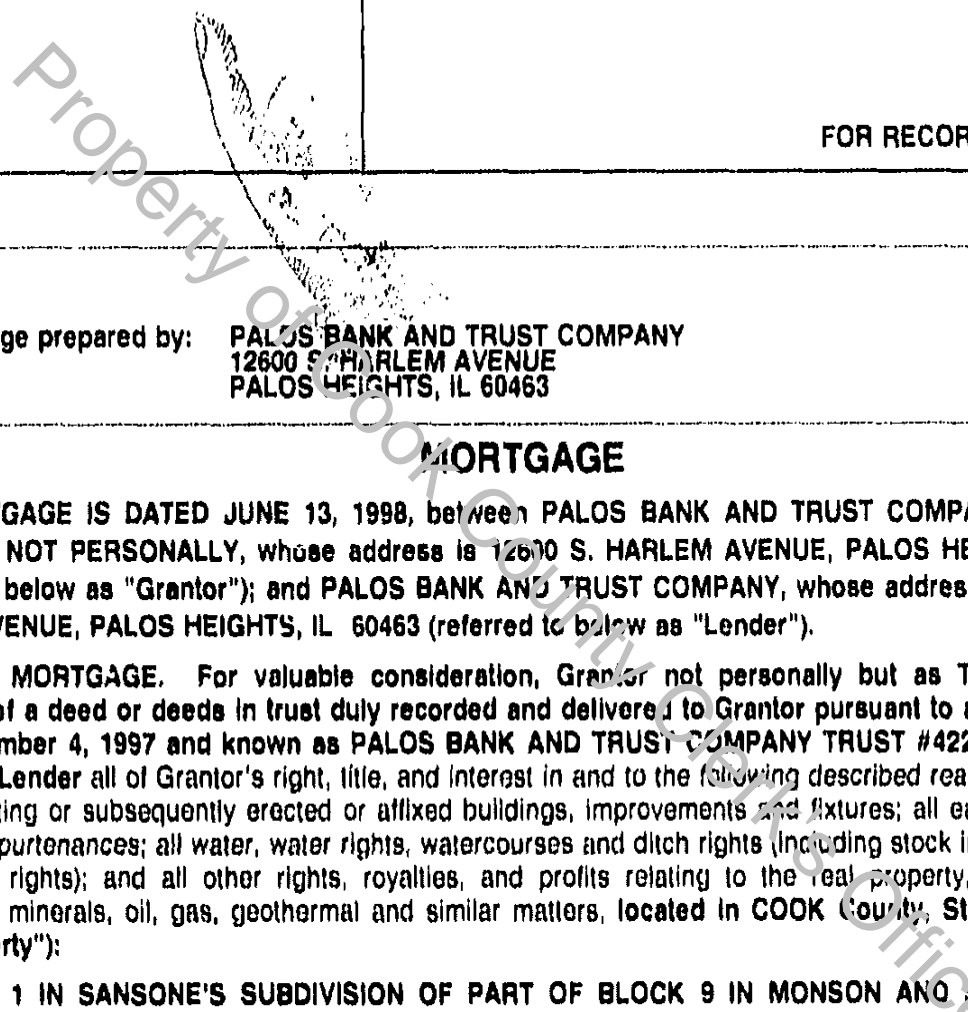 FOR RECOR
ge prepared by: PALOS BANK AND TRUST COMPANY
12600 S. HARLEM AVENUE
PALOS HEIGHTS, IL 60463
MORTGAGE
GAGE IS DATED JUNE 13, 1998, between PALOS BANK AND TRUST COMPA
NOT PERSONALLY, whose address is 12600 S. HARLEM AVENUE, PALOS HE
below as "Grantor"); and PALOS BANK AND TRUST COMPANY, whose addres
VENUE, PALOS HEIGHTS, IL 60463 (referred to below as "Lender").
MORTGAGE. For valuable consideration, Grantor not personally but as T
of a deed or deeds in trust duly recorded and delivered to Grantor pursuant to a
mber 4, 1997 and known as PALOS BANK AND TRUST COMPANY TRUST #422
Lender all of Grantor's right, title, and interest in and to the following described rea
ting or subsequently erected or affixed buildings, improvements and fixtures; all ea
purtenances; all water, water rights, watercourses and ditch rights (including stock i
rights); and all other rights, royalties, and profits relating to the real property,
minerals, oil, gas, geothermal and similar matters, located in COOK County, St
rty"):
1 IN SANSONE'S SUBDIVISION OF PART OF BLOCK 9 IN MONSON AND
Property of Cook County Clerk's Offic